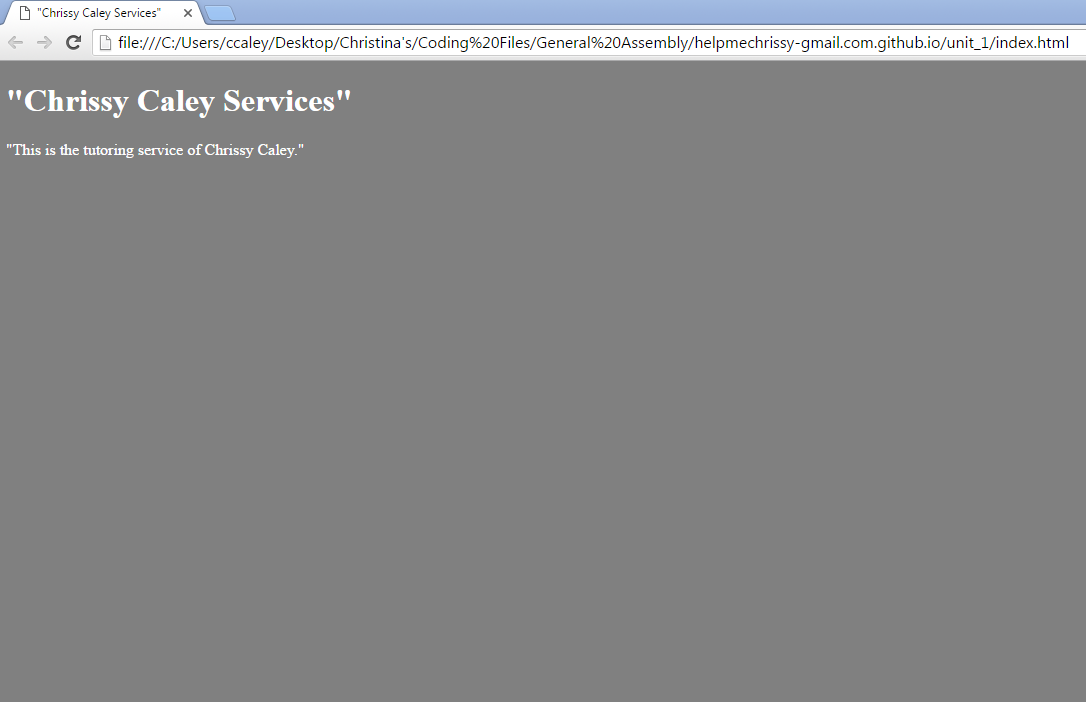 "Chrissy Caley Services"
file:///C:/Users/ccaley/Desktop/Christina's/Coding%20Files/General%20Assembly/helpmechrissy-gmail.com.github.io/unit_1/index.html
"Chrissy Caley Services"
"This is the tutoring service of Chrissy Caley."